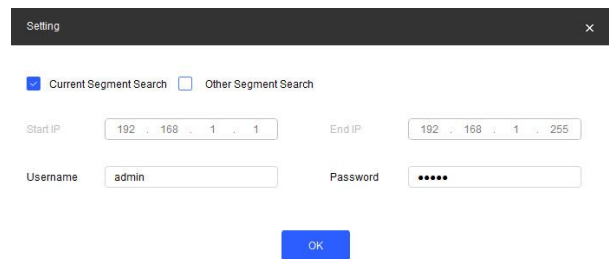 Setting
Current Segment Search Other Segment Search
Start IP 192 . 168 . 1 . 1 End IP 192 . 168 . 1 . 255
Username admin Password •••••
OK